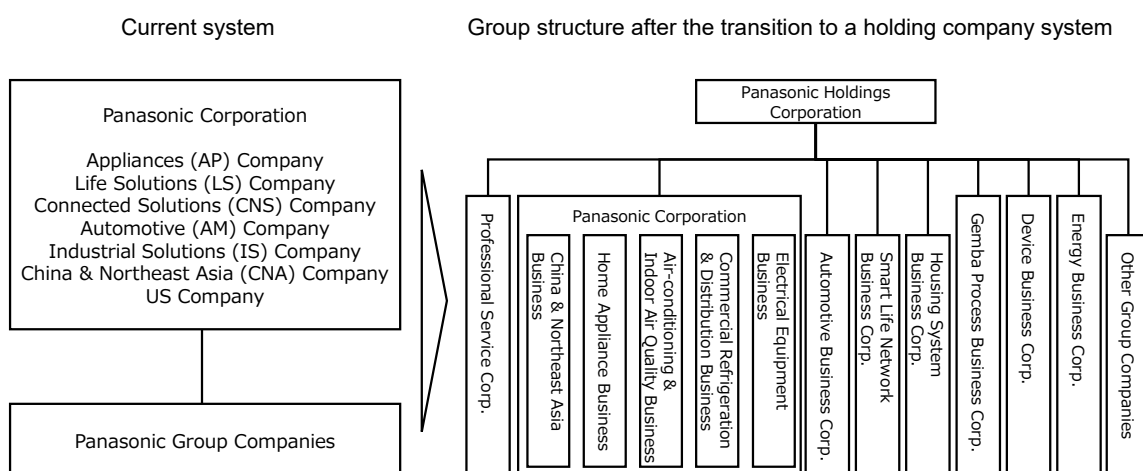 Current system
Group structure after the transition to a holding company system
Panasonic Corporation
Appliances (AP) Company
Life Solutions (LS) Company
Connected Solutions (CNS) Company
Automotive (AM) Company
Industrial Solutions (IS) Company
China & Northeast Asia (CNA) Company
US Company
Panasonic Group Companies
Panasonic Holdings
Corporation
Professional Service Corp.
Panasonic Corporation
China & Northeast Asia
Business
Home Appliance Business
Air-conditioning &
Indoor Air Quality Business
Commercial Refrigeration
& Distribution Business
Electrical Equipment
Business
Automotive Business Corp.
Smart Life Network
Business Corp.
Housing System
Business Corp.
Gemba Process Business Corp.
Device Business Corp.
Energy Business Corp.
Other Group Companies